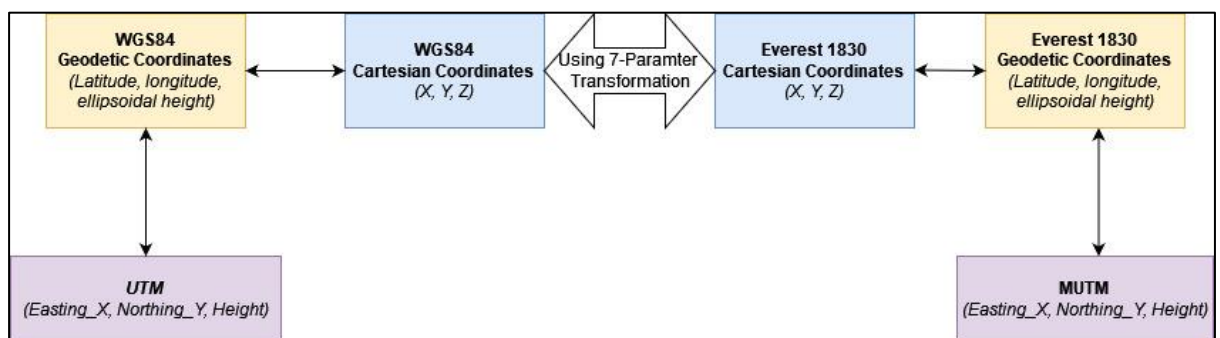 WGS84
Geodetic Coordinates
(Latitude, longitude,
ellipsoidal height)
WGS84
Cartesian Coordinates
(X, Y, Z)
Using 7-Paramter
Transformation
Everest 1830
Cartesian Coordinates
(X, Y, Z)
Everest 1830
Geodetic Coordinates
(Latitude, longitude,
ellipsoidal height)
UTM
(Easting_X, Northing_Y, Height)
MUTM
(Easting_X, Northing_Y, Height)